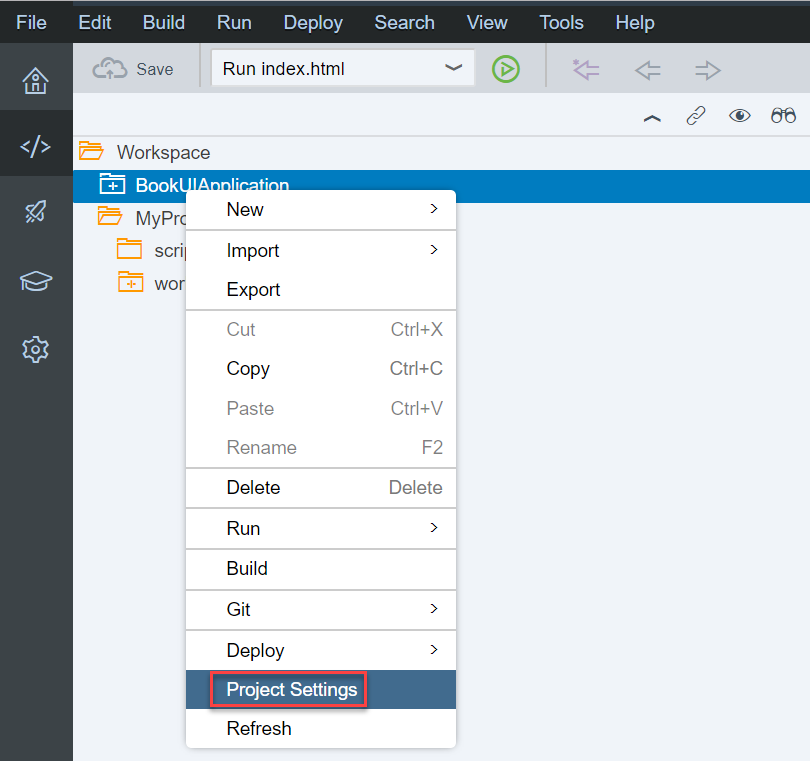 File Edit Build Run Deploy Search View Tools Help
Save Run index.html
Workspace
BookUIApplication
MyPro
scrip
wor
New
Import
Export
Cut Ctrl+X
Copy Ctrl+C
Paste Ctrl+V
Rename F2
Delete Delete
Run
Build
Git
Deploy
Project Settings
Refresh